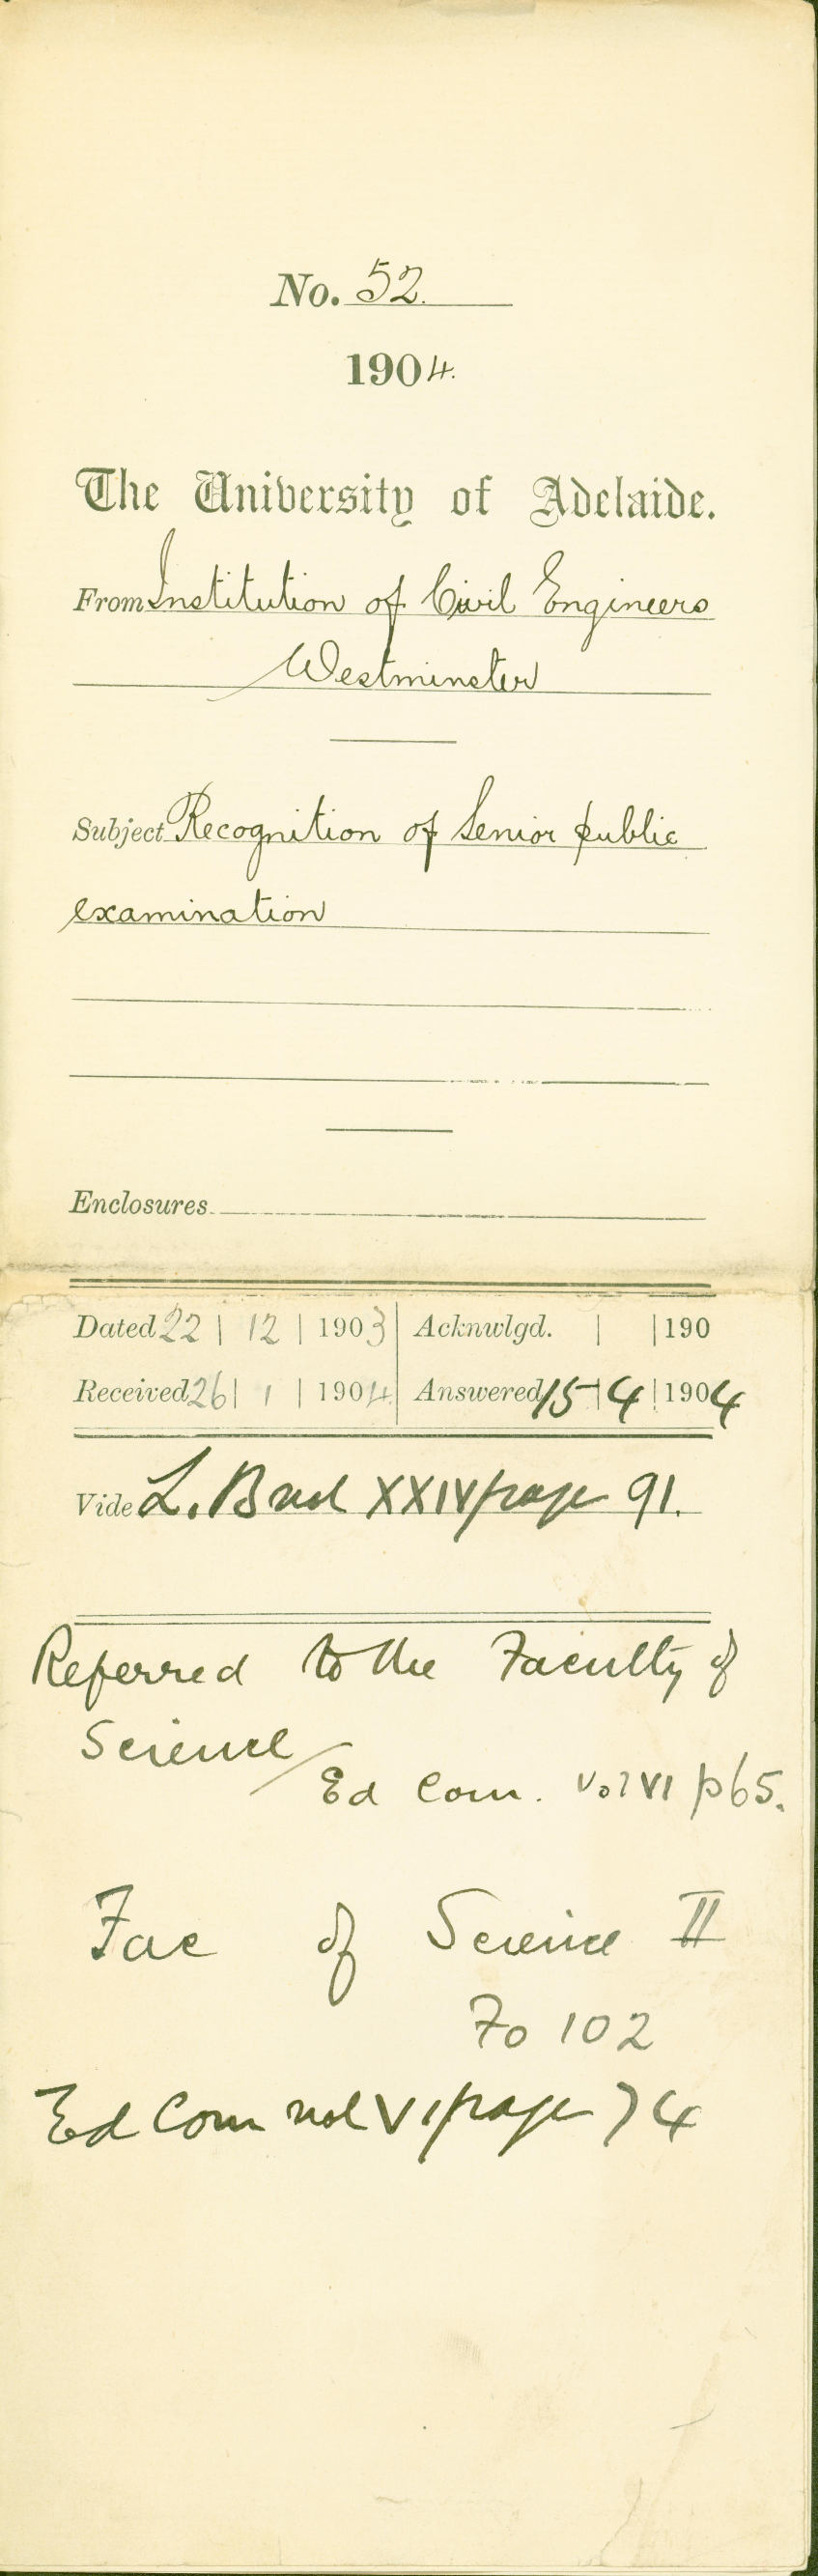 No. 52.
1904.
The University of Adelaide.
From Institution of Civil Engineers
Westminster
Subject Recognition of Senior public
examination
Enclosures
Dated 22 | 12 | 1903 Acknwlgd. | | 190
Received 26 | 1 | 1904 Answered 15 | 4 | 1904
Vide L. B vol XXIV page 91.
Referred to the Faculty of
Science
Ed Com. Vol VI p65.
Fac of Science II
Fo 102
Ed Com vol VI page 74